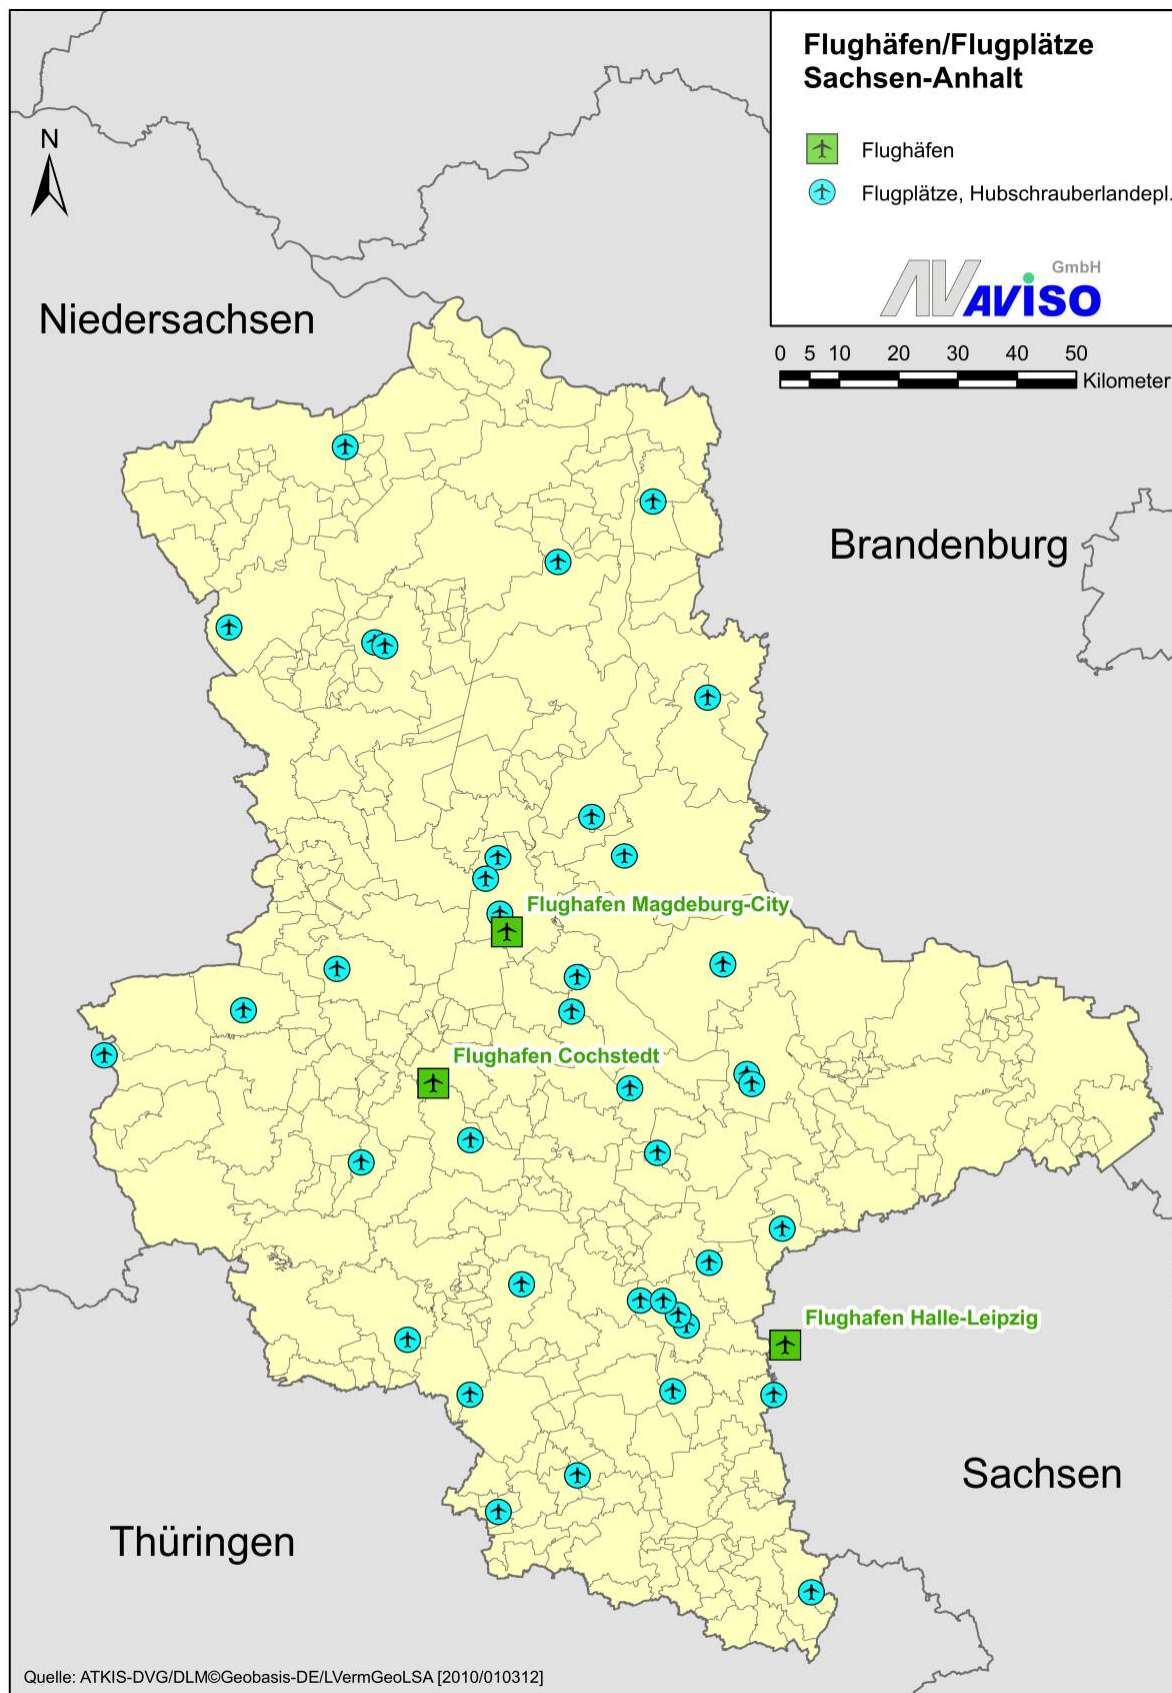 Flughäfen/Flugplätze
Sachsen-Anhalt
Flughäfen
Flugplätze, Hubschrauberlandepl.
GmbH
AVISO
N
0 5 10 20 30 40 50
Kilometer
Niedersachsen
Brandenburg
Flughafen Magdeburg-City
Flughafen Cochstedt
Flughafen Halle-Leipzig
Sachsen
Thüringen
Quelle: ATKIS-DVG/DLM©Geobasis-DE/LVermGeoLSA [2010/010312]